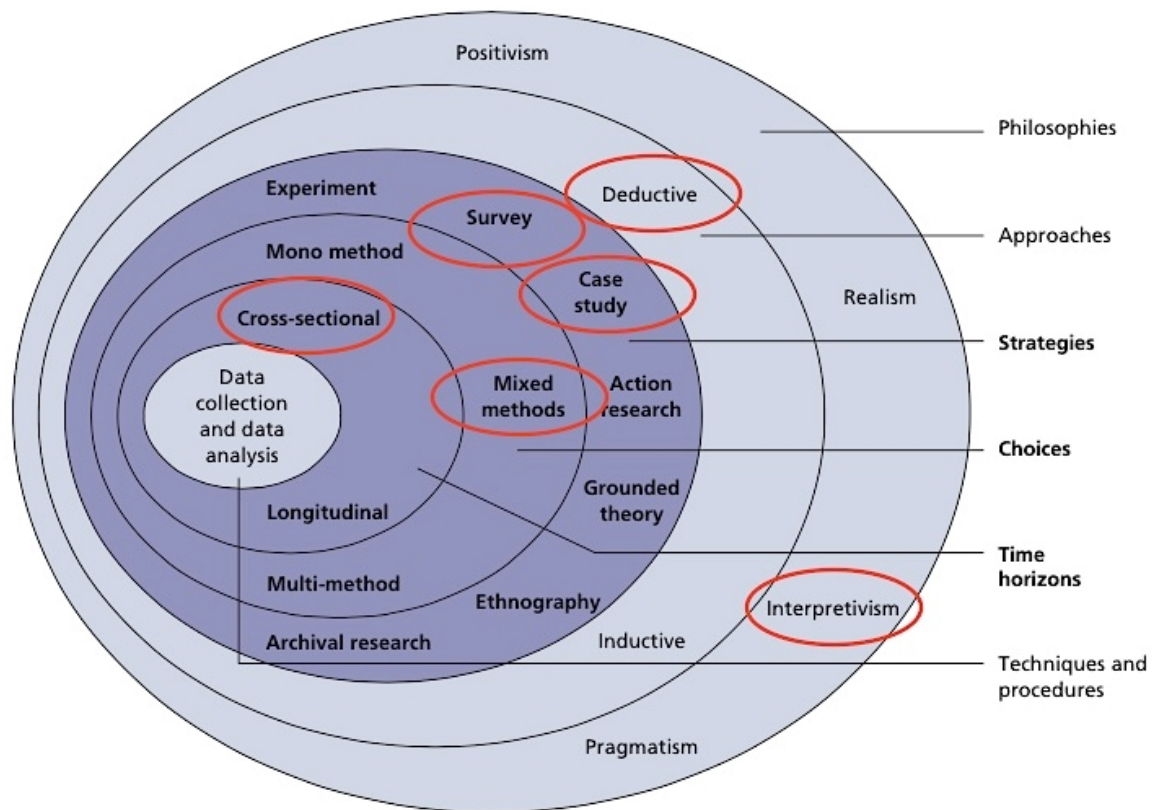 Positivism
Philosophies
Experiment
Deductive
Survey
Approaches
Mono method
Case
study
Realism
Cross-sectional
Strategies
Data
collection
and data
analysis
Mixed
methods
Action
research
Choices
Grounded
theory
Longitudinal
Time
horizons
Multi-method
Ethnography
Interpretivism
Archival research
Inductive
Techniques and
procedures
Pragmatism